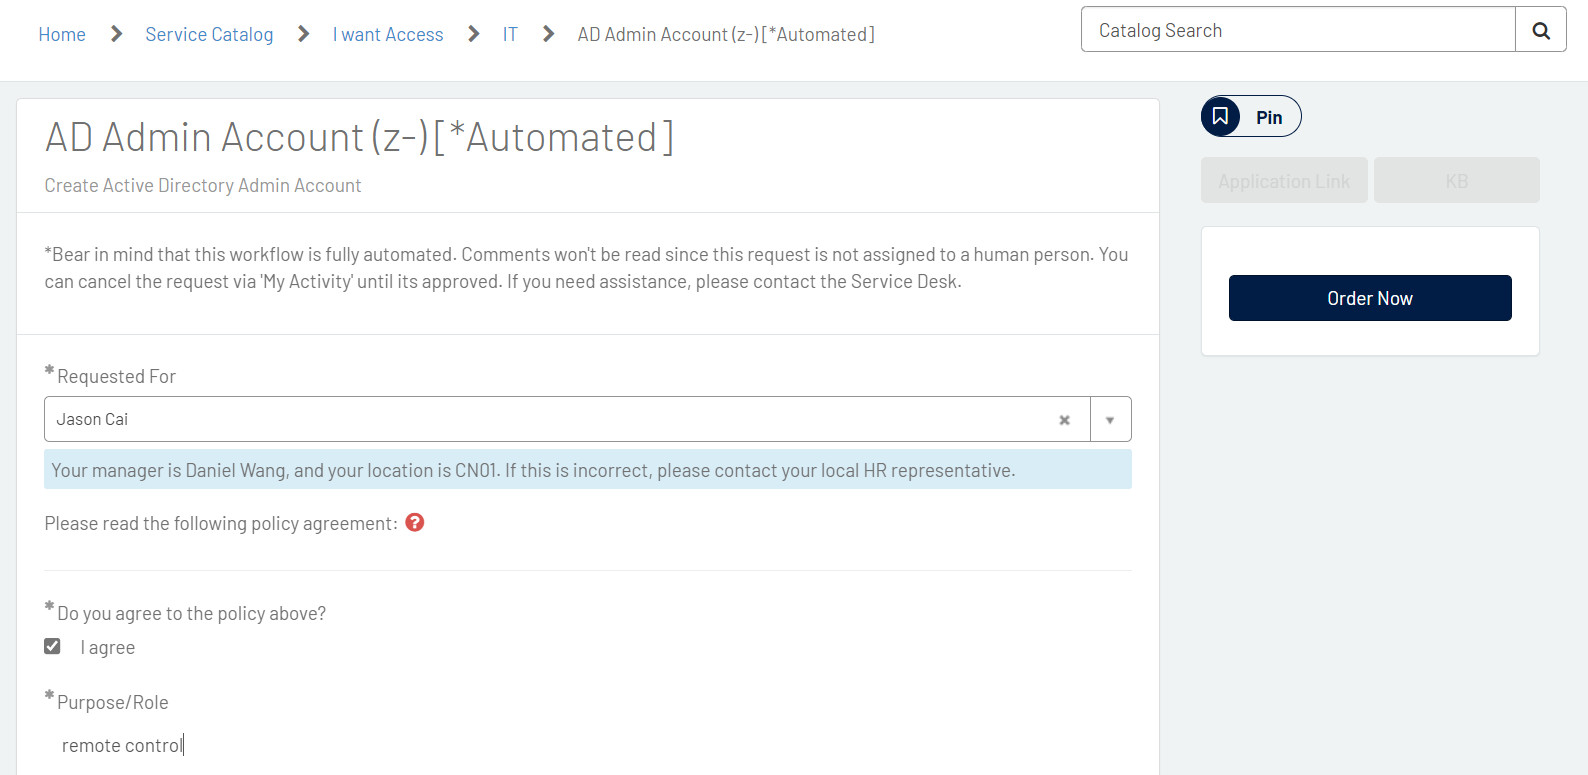 Home > Service Catalog > I want Access > IT > AD Admin Account (z-) [*Automated]
Catalog Search
AD Admin Account (z-) [*Automated]
Create Active Directory Admin Account
*Bear in mind that this workflow is fully automated. Comments won't be read since this request is not assigned to a human person. You
can cancel the request via 'My Activity' until its approved. If you need assistance, please contact the Service Desk.
* Requested For
Jason Cai
Your manager is Daniel Wang, and your location is CN01. If this is incorrect, please contact your local HR representative.
Please read the following policy agreement: ?
* Do you agree to the policy above?
I agree
* Purpose/Role
remote control
Pin
Application Link
KB
Order Now